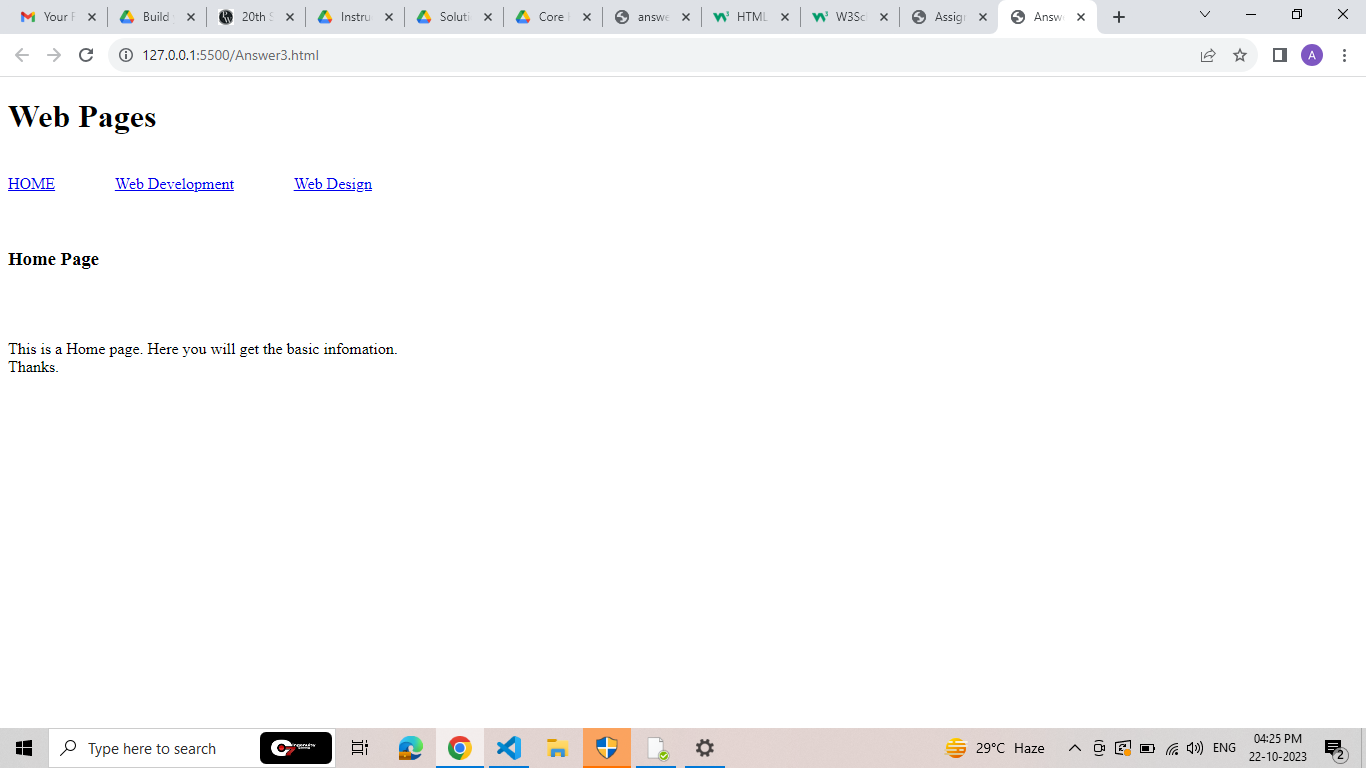 Your F Build 20th S Instru Soluti Core answe HTML W3Sc Assig Answ
127.0.0.1:5500/Answer3.html A
Web Pages
HOME Web Development Web Design
Home Page
This is a Home page. Here you will get the basic infomation.
Thanks.
Type here to search 29°C Haze ENG 04:25 PM
22-10-2023 2